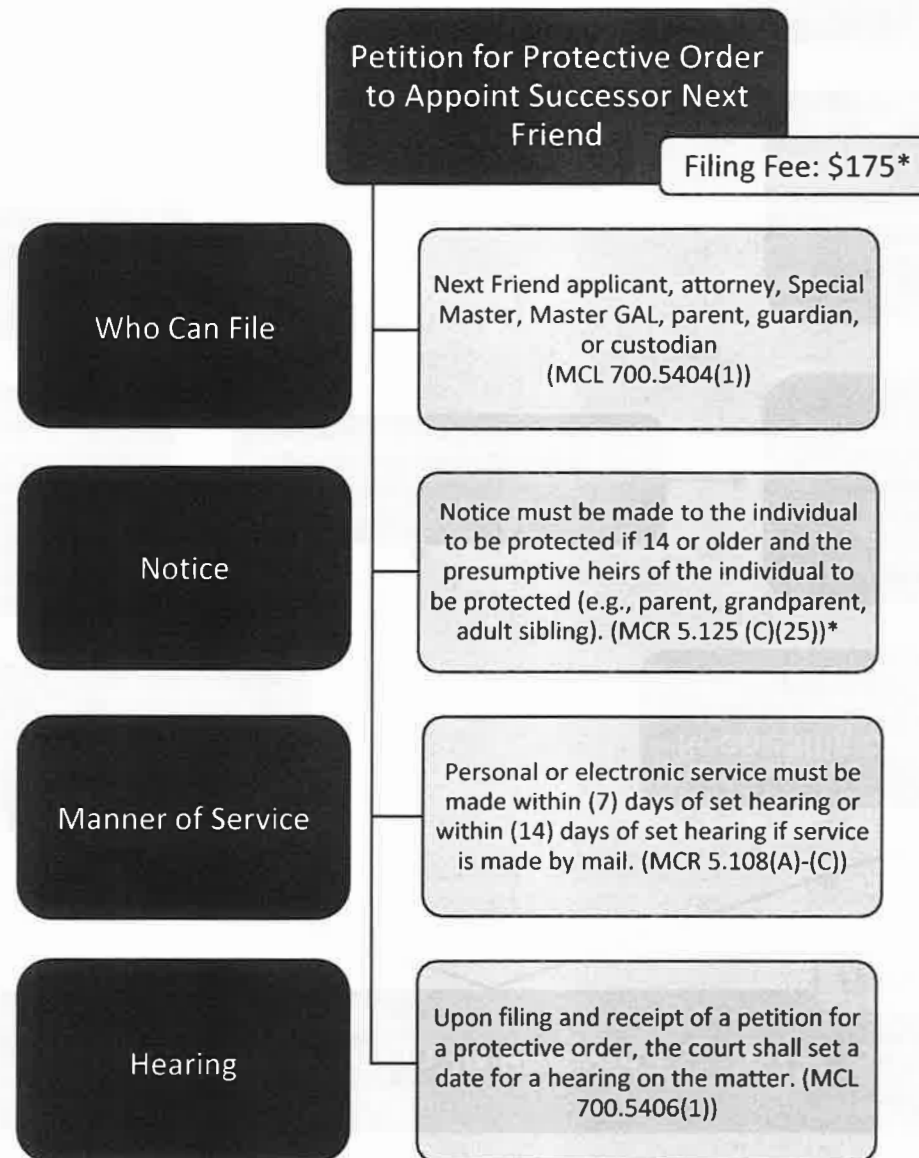 Petition for Protective Order
to Appoint Successor Next
Friend
Filing Fee: $175*
Who Can File
Next Friend applicant, attorney, Special
Master, Master GAL, parent, guardian,
or custodian
(MCL 700.5404(1))
Notice
Notice must be made to the individual
to be protected if 14 or older and the
presumptive heirs of the individual to
be protected (e.g., parent, grandparent,
adult sibling). (MCR 5.125 (C)(25))*
Manner of Service
Personal or electronic service must be
made within (7) days of set hearing or
within (14) days of set hearing if service
is made by mail. (MCR 5.108(A)-(C))
Hearing
Upon filing and receipt of a petition for
a protective order, the court shall set a
date for a hearing on the matter. (MCL
700.5406(1))